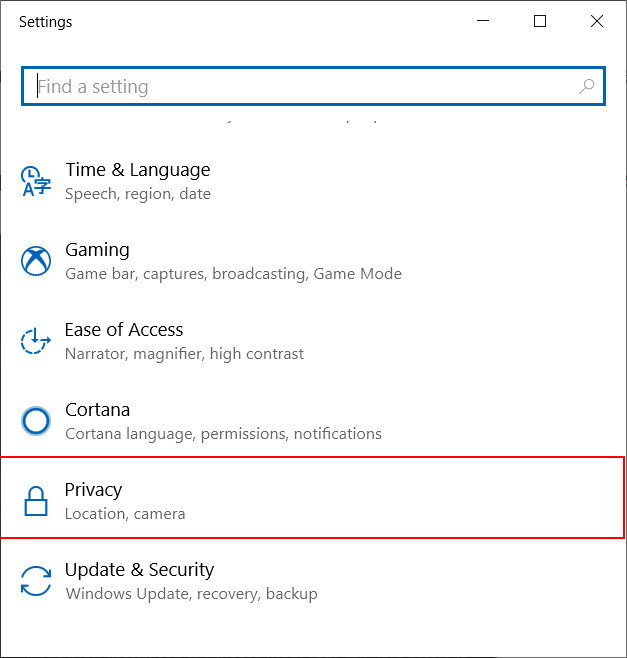 Settings
Find a setting
Time & Language
Speech, region, date
Gaming
Game bar, captures, broadcasting, Game Mode
Ease of Access
Narrator, magnifier, high contrast
Cortana
Cortana language, permissions, notifications
Privacy
Location, camera
Update & Security
Windows Update, recovery, backup